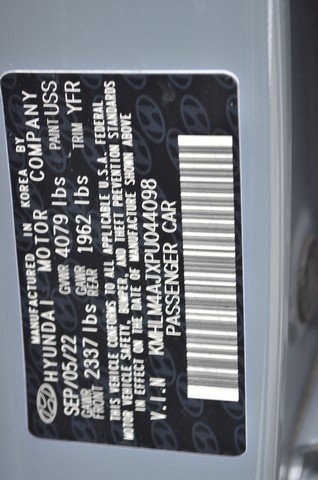 MANUFACTURED IN KOREA BY
HYUNDAI MOTOR COMPANY
SEP/05/22 GVWR 4079 lbs PAINT USS
GAWR FRONT 2337 lbs GAWR REAR 1962 lbs TRIM YFR
THIS VEHICLE CONFORMS TO ALL APPLICABLE U.S.A. FEDERAL
MOTOR VEHICLE SAFETY, BUMPER, AND THEFT PREVENTION STANDARDS
IN EFFECT ON THE DATE OF MANUFACTURE SHOWN ABOVE
V.I.N KMHLM4AJXPU044098
PASSENGER CAR